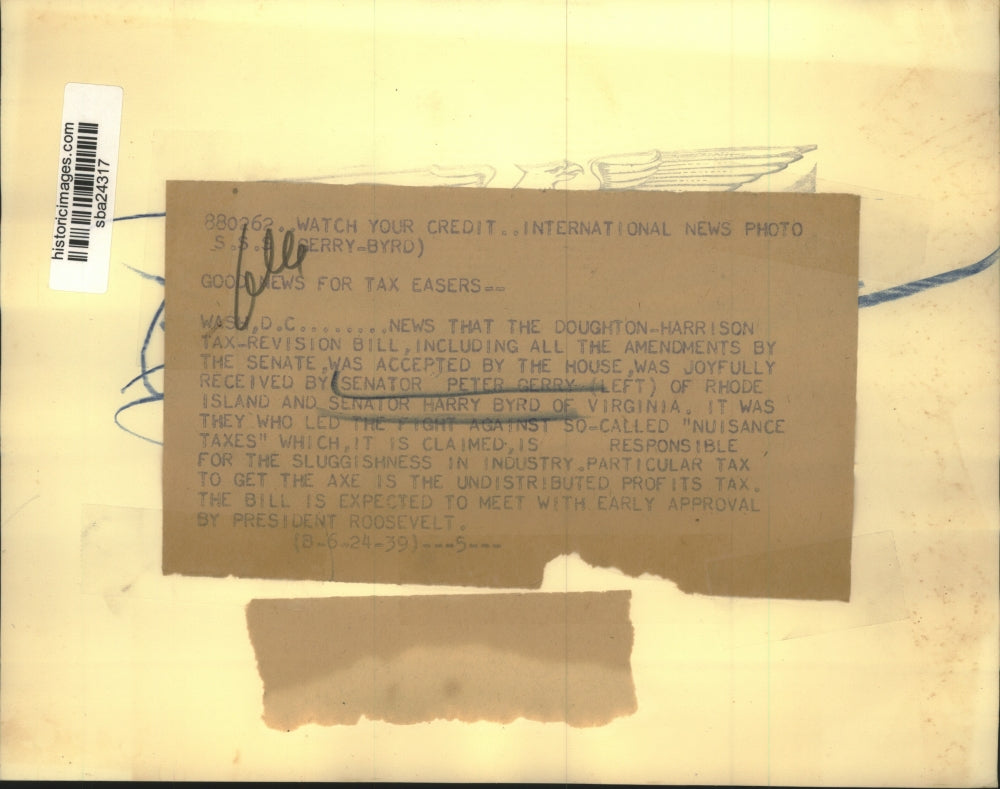 historicimages.com
sba24317
880262..WATCH YOUR CREDIT..INTERNATIONAL NEWS PHOTO
S.S.S. (GERRY-BYRD)
GOOD NEWS FOR TAX EASERS--
WASH,D.C........NEWS THAT THE DOUGHTON-HARRISON
TAX-REVISION BILL,INCLUDING ALL THE AMENDMENTS BY
THE SENATE,WAS ACCEPTED BY THE HOUSE,WAS JOYFULLY
RECEIVED BY SENATOR PETER GERRY (LEFT) OF RHODE
ISLAND AND SENATOR HARRY BYRD OF VIRGINIA. IT WAS
THEY WHO LED THE FIGHT AGAINST SO-CALLED "NUISANCE
TAXES" WHICH,IT IS CLAIMED,IS RESPONSIBLE
FOR THE SLUGGISHNESS IN INDUSTRY.PARTICULAR TAX
TO GET THE AXE IS THE UNDISTRIBUTED PROFITS TAX.
THE BILL IS EXPECTED TO MEET WITH EARLY APPROVAL
BY PRESIDENT ROOSEVELT.
(B-6-24-39)---S---